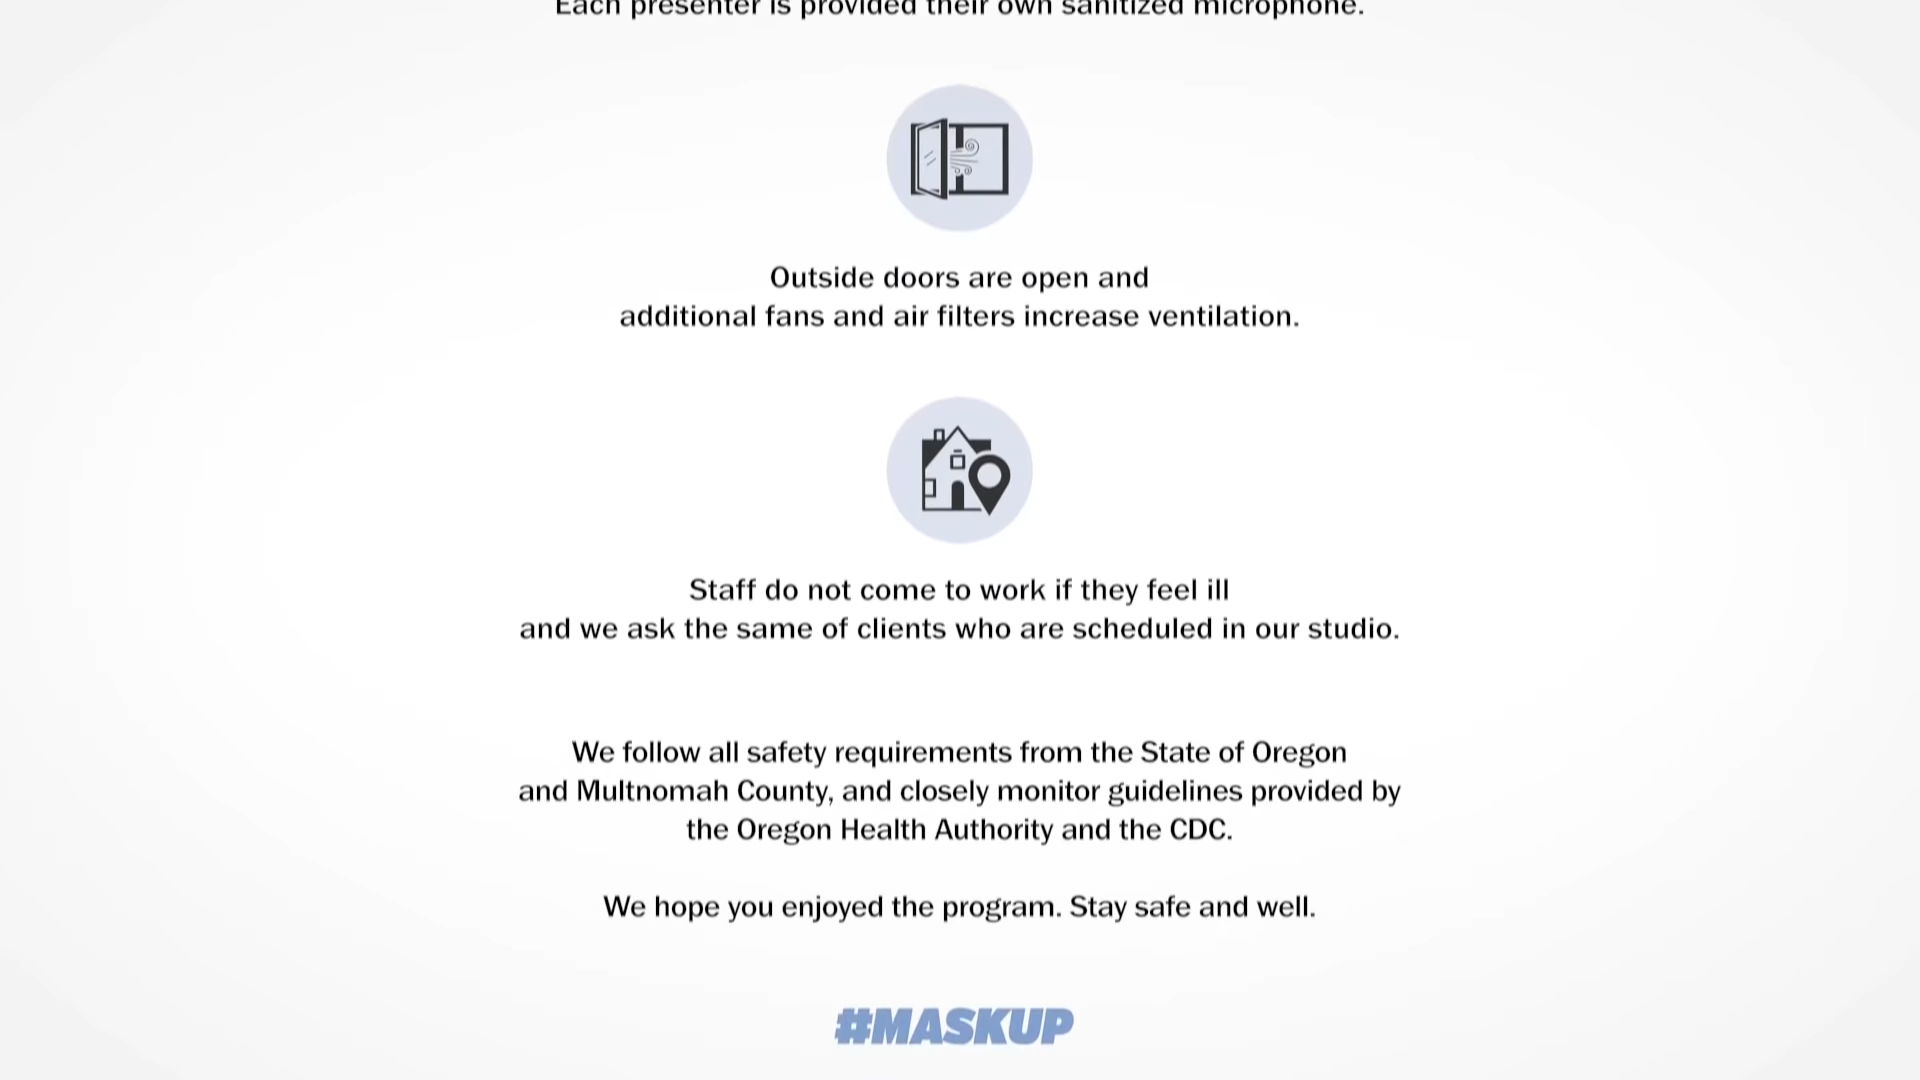 Each presenter is provided their own sanitized microphone.
Outside doors are open and
additional fans and air filters increase ventilation.
Staff do not come to work if they feel ill
and we ask the same of clients who are scheduled in our studio.
We follow all safety requirements from the State of Oregon
and Multnomah County, and closely monitor guidelines provided by
the Oregon Health Authority and the CDC.
We hope you enjoyed the program. Stay safe and well.
#MASKUP